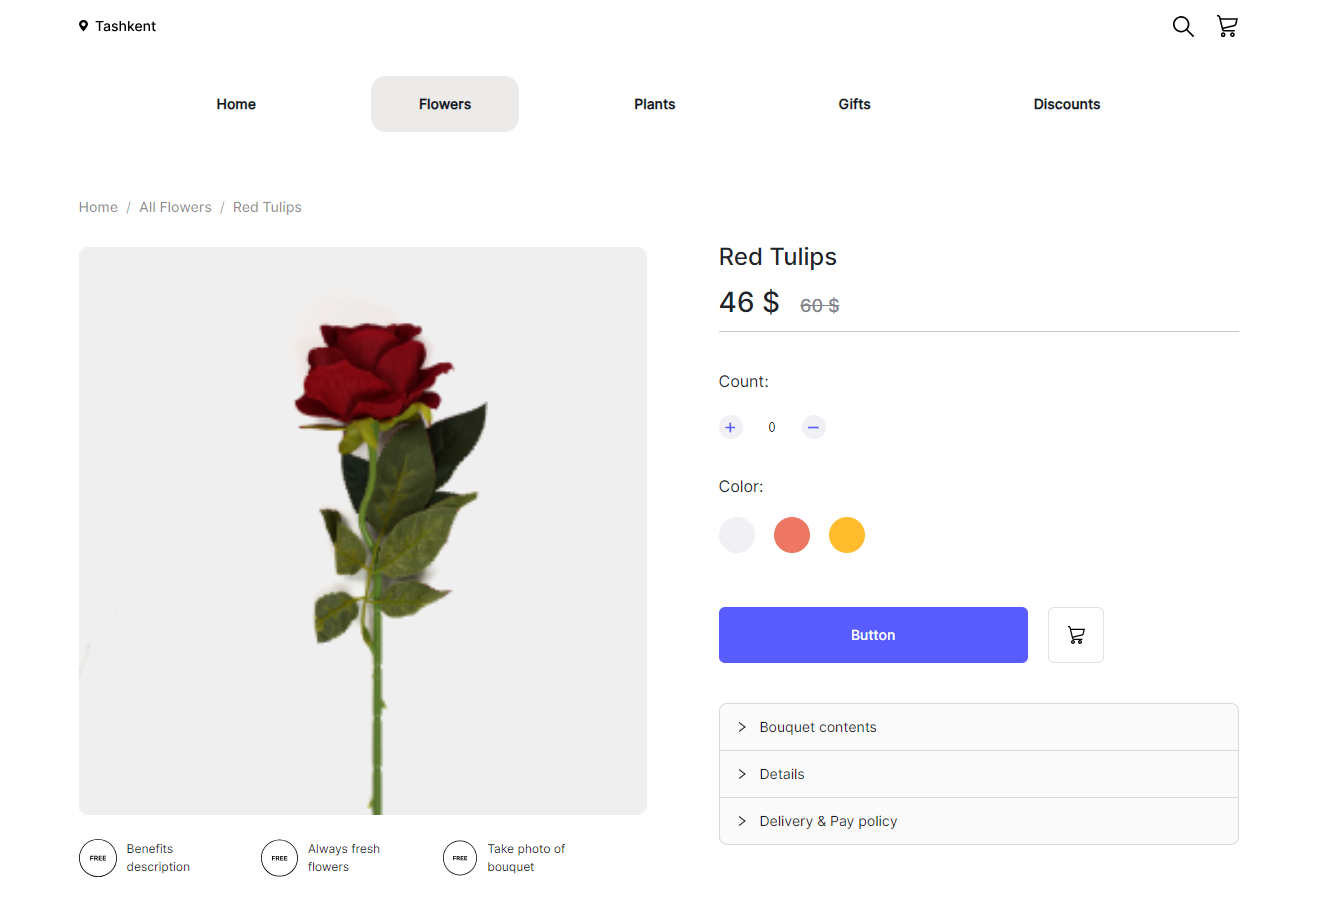 Tashkent
Home
Flowers
Plants
Gifts
Discounts
Home / All Flowers / Red Tulips
Red Tulips
46 $ 60 $
Count:
+ 0 −
Color:
Button
Bouquet contents
Details
Delivery & Pay policy
FREE
Benefits
description
FREE
Always fresh
flowers
FREE
Take photo of
bouquet